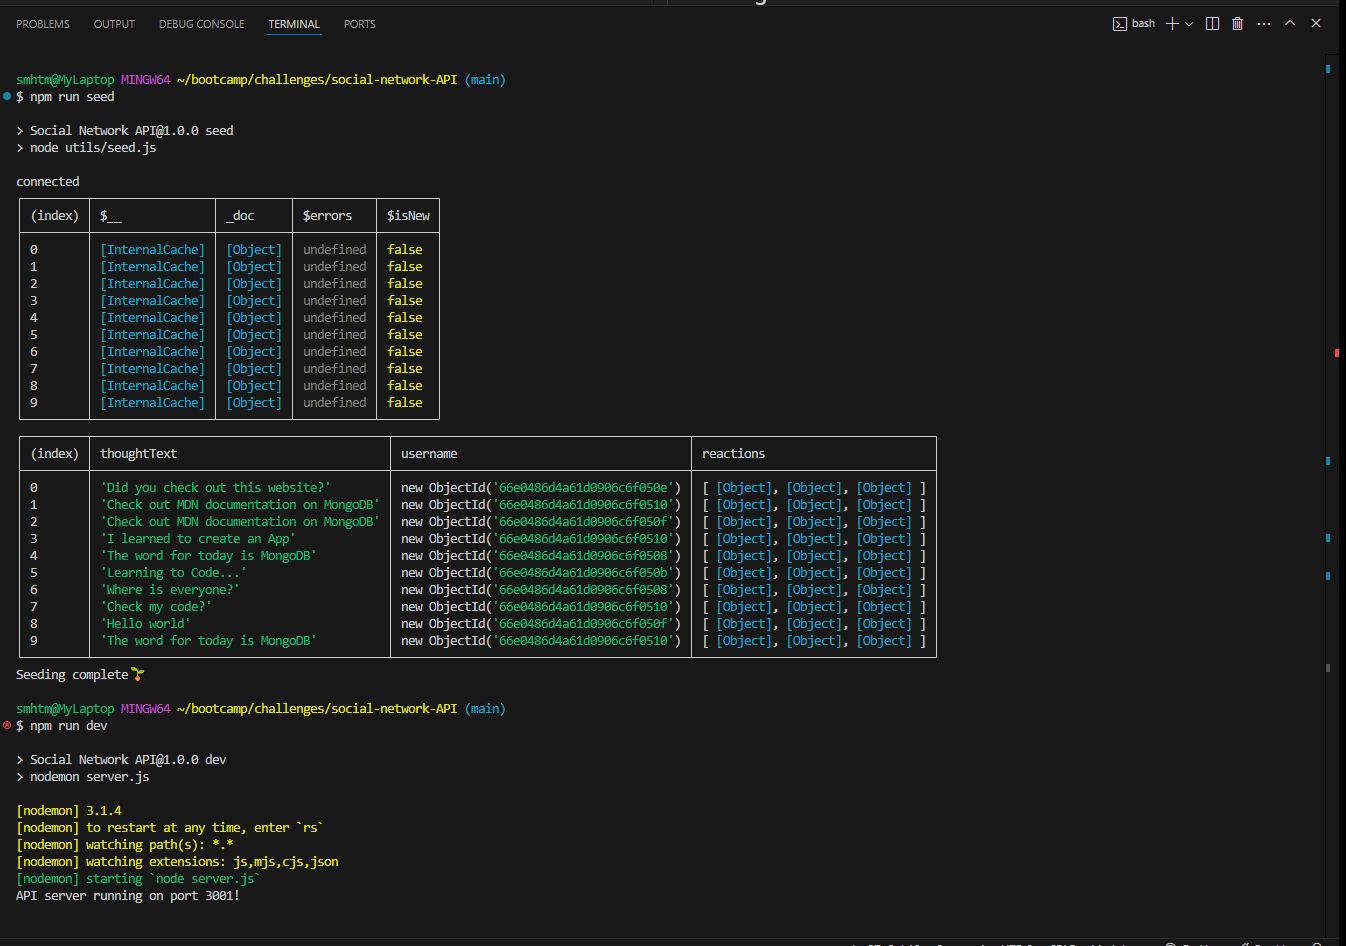 PROBLEMS OUTPUT DEBUG CONSOLE TERMINAL PORTS bash
smhtm@MyLaptop MINGW64 ~/bootcamp/challenges/social-network-API (main)
$ npm run seed
> Social Network API@1.0.0 seed
> node utils/seed.js
connected
(index) $__ _doc $errors $isNew
0 [InternalCache] [Object] undefined false
1 [InternalCache] [Object] undefined false
2 [InternalCache] [Object] undefined false
3 [InternalCache] [Object] undefined false
4 [InternalCache] [Object] undefined false
5 [InternalCache] [Object] undefined false
6 [InternalCache] [Object] undefined false
7 [InternalCache] [Object] undefined false
8 [InternalCache] [Object] undefined false
9 [InternalCache] [Object] undefined false
(index) thoughtText username reactions
0 'Did you check out this website?' new ObjectId('66e0486d4a61d0906c6f050e') [ [Object], [Object], [Object] ]
1 'Check out MDN documentation on MongoDB' new ObjectId('66e0486d4a61d0906c6f0510') [ [Object], [Object], [Object] ]
2 'Check out MDN documentation on MongoDB' new ObjectId('66e0486d4a61d0906c6f050f') [ [Object], [Object], [Object] ]
3 'I learned to create an App' new ObjectId('66e0486d4a61d0906c6f0510') [ [Object], [Object], [Object] ]
4 'The word for today is MongoDB' new ObjectId('66e0486d4a61d0906c6f0508') [ [Object], [Object], [Object] ]
5 'Learning to Code...' new ObjectId('66e0486d4a61d0906c6f050b') [ [Object], [Object], [Object] ]
6 'Where is everyone?' new ObjectId('66e0486d4a61d0906c6f0508') [ [Object], [Object], [Object] ]
7 'Check my code?' new ObjectId('66e0486d4a61d0906c6f0510') [ [Object], [Object], [Object] ]
8 'Hello world' new ObjectId('66e0486d4a61d0906c6f050f') [ [Object], [Object], [Object] ]
9 'The word for today is MongoDB' new ObjectId('66e0486d4a61d0906c6f0510') [ [Object], [Object], [Object] ]
Seeding complete🌱
smhtm@MyLaptop MINGW64 ~/bootcamp/challenges/social-network-API (main)
$ npm run dev
> Social Network API@1.0.0 dev
> nodemon server.js
[nodemon] 3.1.4
[nodemon] to restart at any time, enter `rs`
[nodemon] watching path(s): *.*
[nodemon] watching extensions: js,mjs,cjs,json
[nodemon] starting `node server.js`
API server running on port 3001!